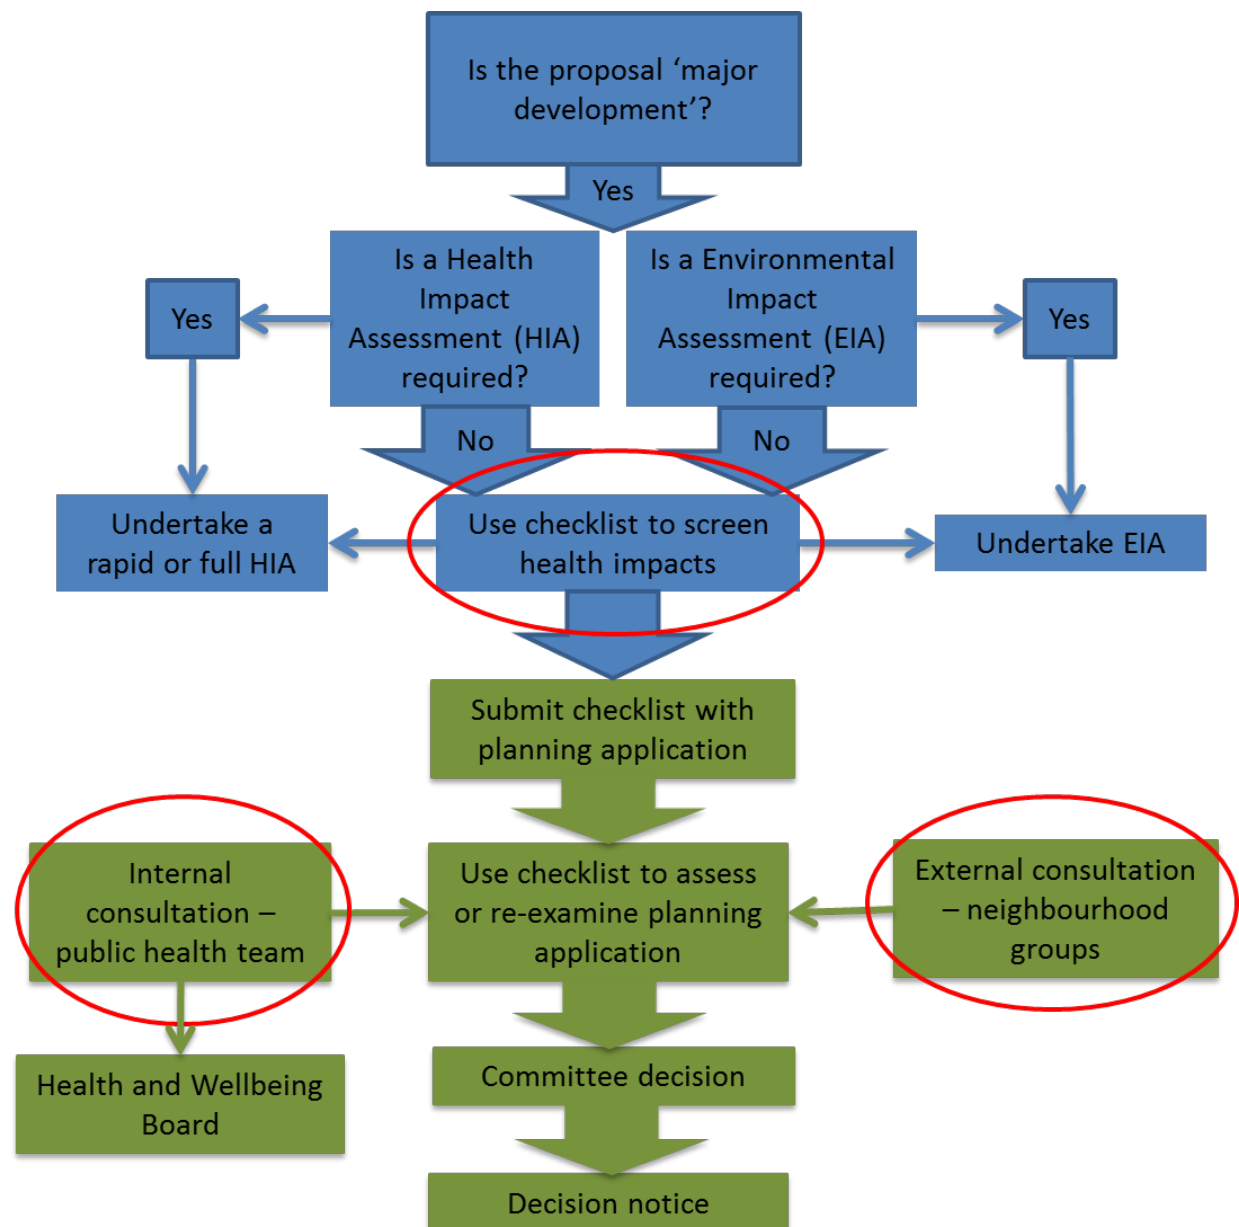 Is the proposal ‘major
development’?
Yes
Is a Health
Impact
Assessment (HIA)
required?
Is a Environmental
Impact
Assessment (EIA)
required?
Yes
Yes
No
No
Undertake a
rapid or full HIA
Use checklist to screen
health impacts
Undertake EIA
Submit checklist with
planning application
Internal
consultation –
public health team
Use checklist to assess
or re-examine planning
application
External consultation
– neighbourhood
groups
Health and Wellbeing
Board
Committee decision
Decision notice